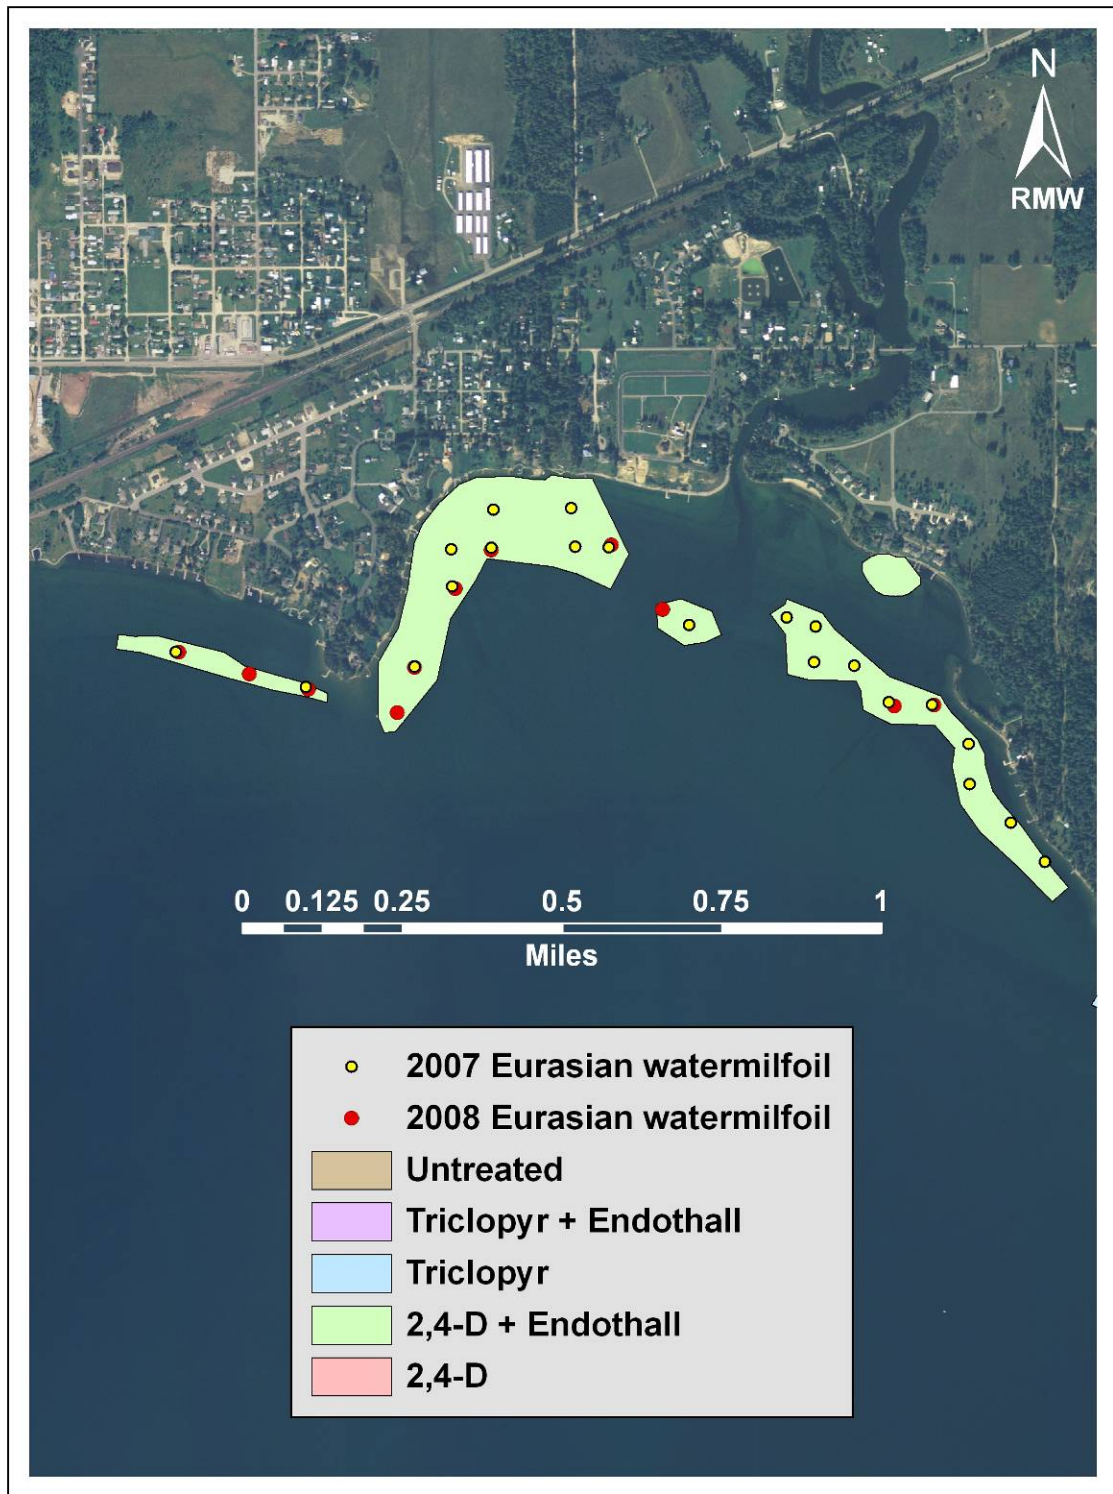 N
RMW
0 0.125 0.25 0.5 0.75 1
Miles
2007 Eurasian watermilfoil
2008 Eurasian watermilfoil
Untreated
Triclopyr + Endothall
Triclopyr
2,4-D + Endothall
2,4-D